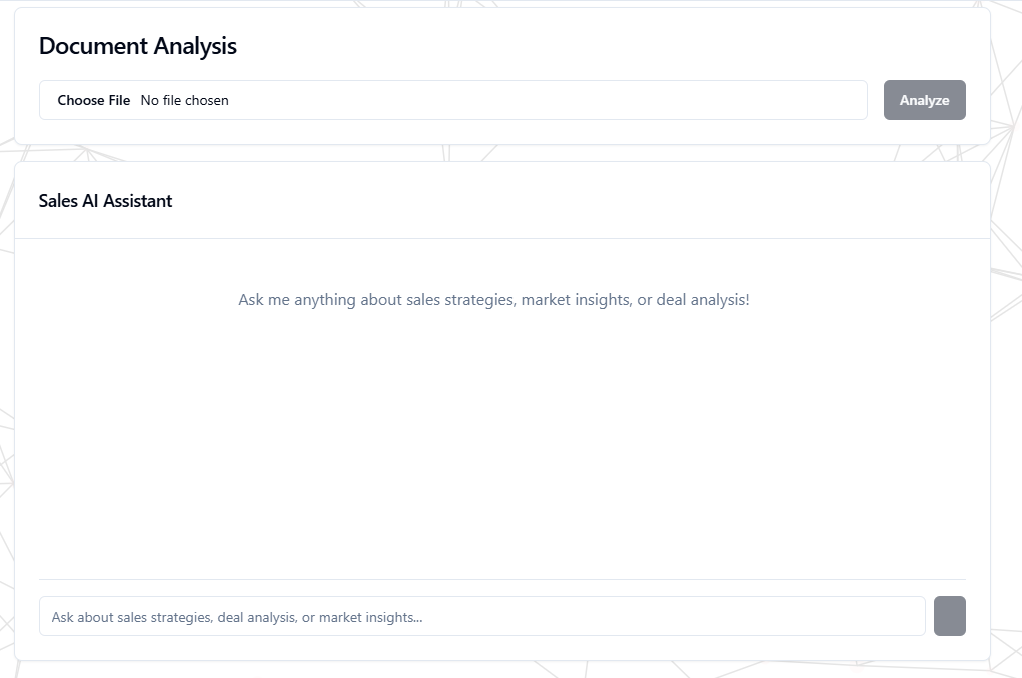 Document Analysis
Choose File No file chosen
Analyze
Sales AI Assistant
Ask me anything about sales strategies, market insights, or deal analysis!
Ask about sales strategies, deal analysis, or market insights...